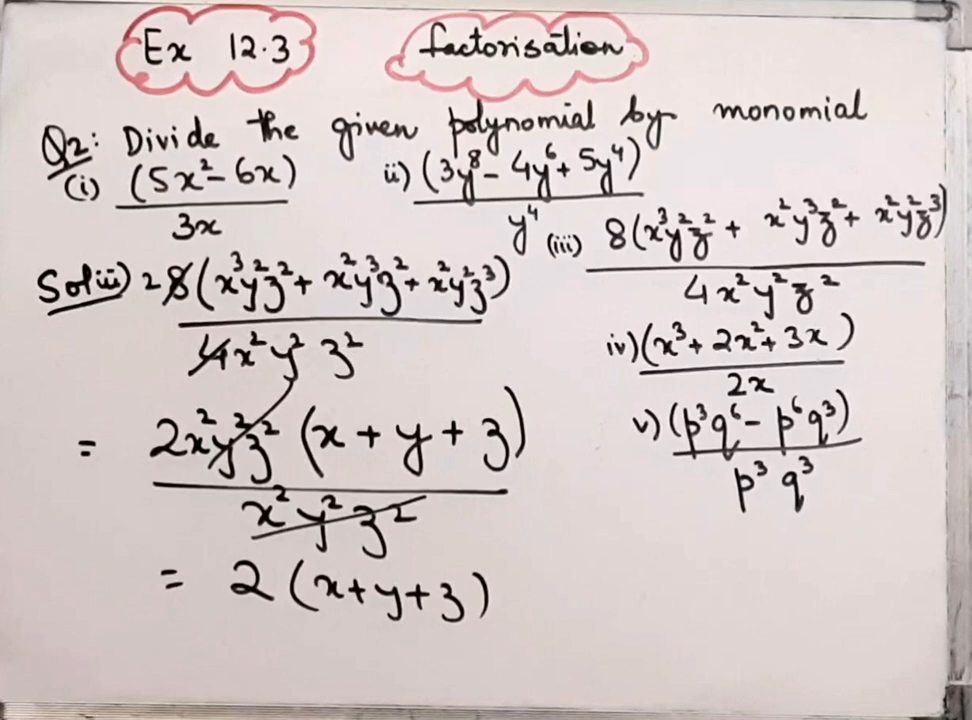 Ex 12.3
factorisation
Q2: Divide the given polynomial by monomial
(i) (5x² - 6x) / 3x
ii) (3y⁸ - 4y⁶ + 5y⁴) / y⁴
(iii) 8(x³y²z² + x²y³z² + x²y²z³) / 4x²y²z²
iv) (x³ + 2x² + 3x) / 2x
v) (p³q⁶ - p⁶q³) / p³q³
Sol iii) 2 8(x³y²z² + x²y³z² + x²y²z³) / 4x²y²z²
= 2x²y²z² (x + y + z) / x²y²z²
= 2 (x + y + z)